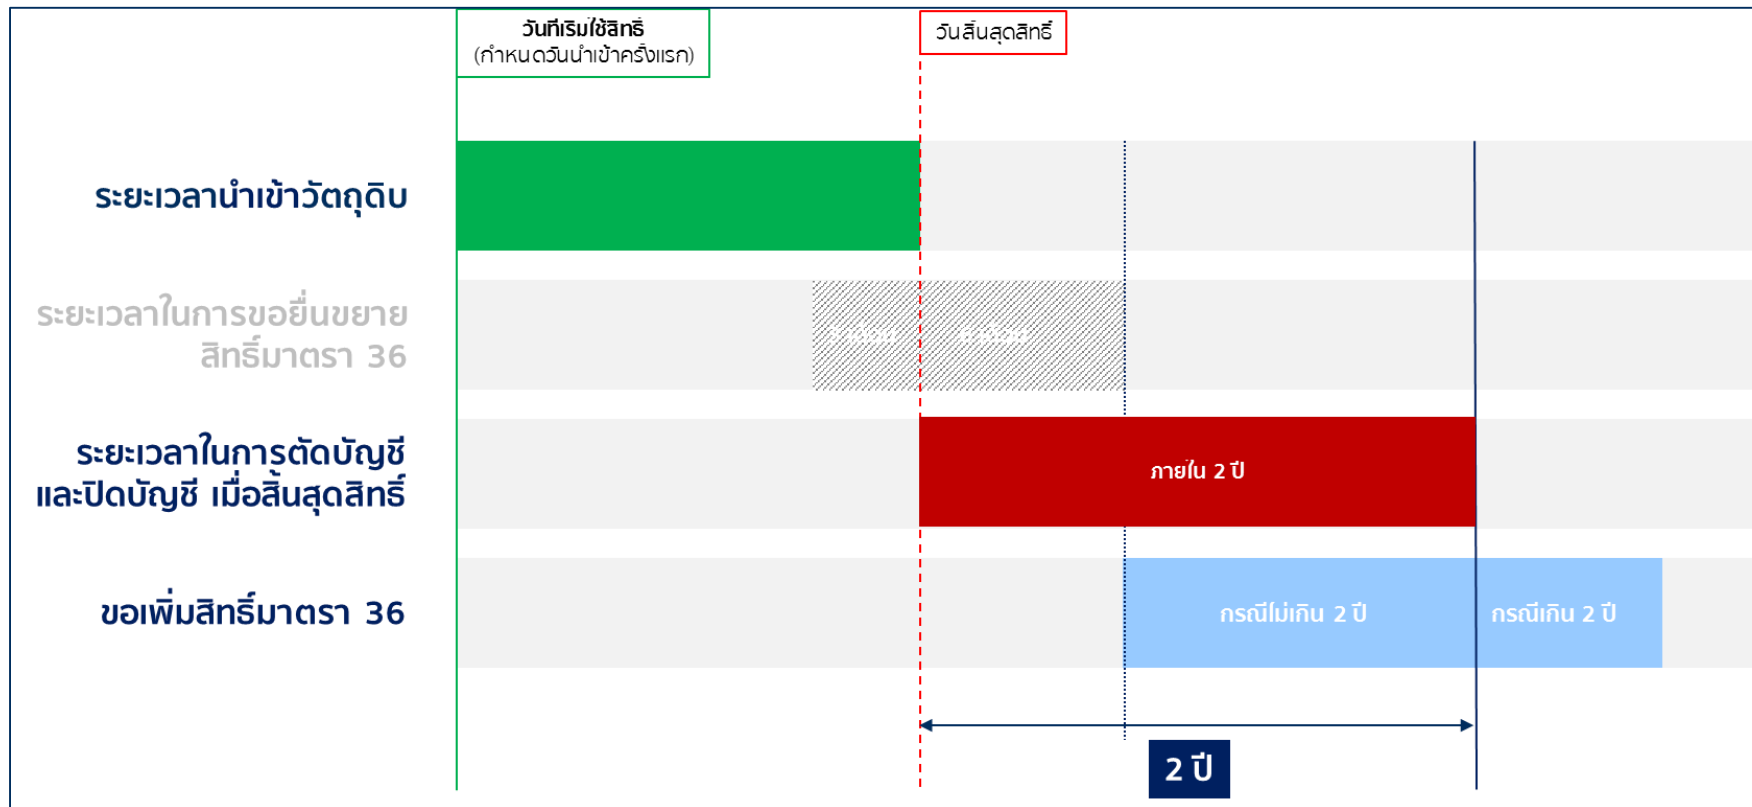 วันที่เริ่มใช้สิทธิ์
(กำหนดวันนำเข้าครั้งแรก)
วันสิ้นสุดสิทธิ์
ระยะเวลานำเข้าวัตถุดิบ
ระยะเวลาในการขอยื่นขยาย
สิทธิ์มาตรา 36
ระยะเวลาในการตัดบัญชี
และปิดบัญชี เมื่อสิ้นสุดสิทธิ์
ภายใน 2 ปี
ขอเพิ่มสิทธิ์มาตรา 36
กรณีไม่เกิน 2 ปี
กรณีเกิน 2 ปี
2 ปี